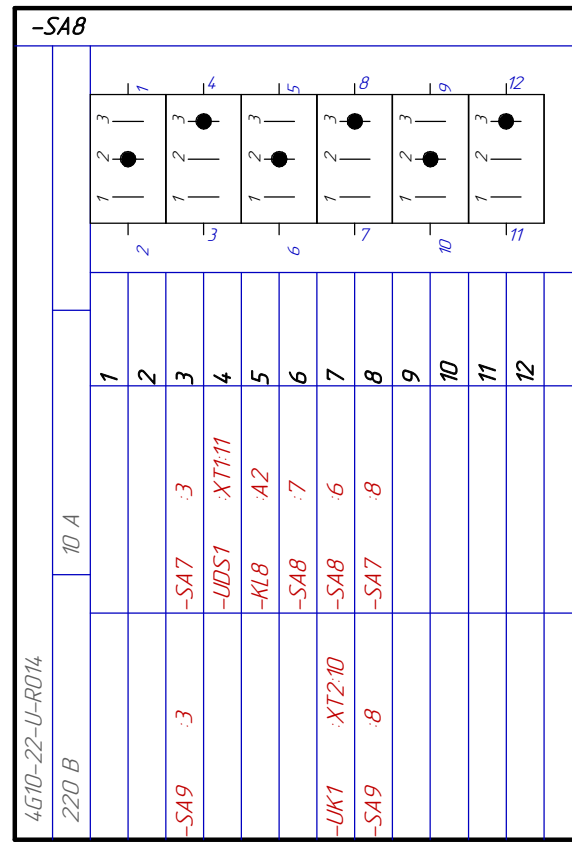 -SA8
1 4 5 8 9 12
3 3 3 3 3 3
2 2 2 2 2 2
1 1 1 1 1 1
2 3 6 7 10 11
1
2
3 -SA7 :3 -SA9 :3
4 -UDS1 :XT1:11
5 -KL8 :A2
6 -SA8 :7
7 -SA8 :6 -UK1 :XT2:10
8 -SA7 :8 -SA9 :8
9
10
11
12
4G10-22-U-R014
220 В 10 А